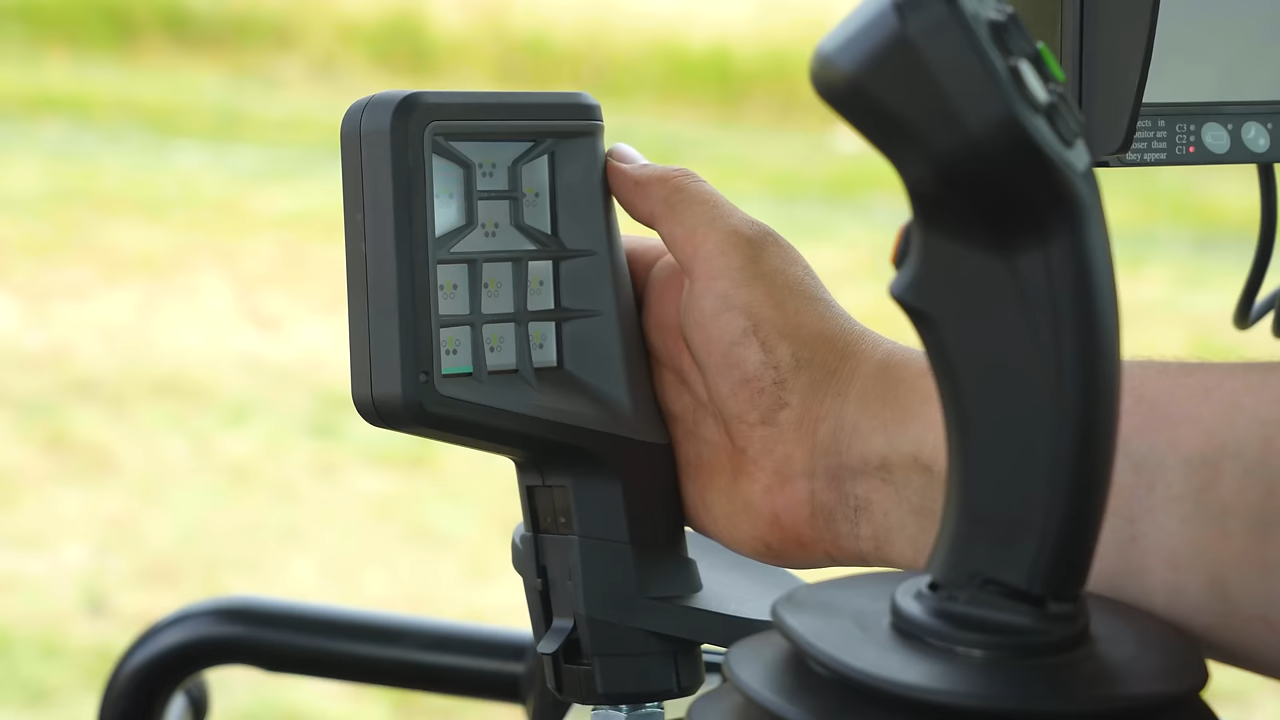 ects in
onitor are
oser than
they appear
C3
C2
C1